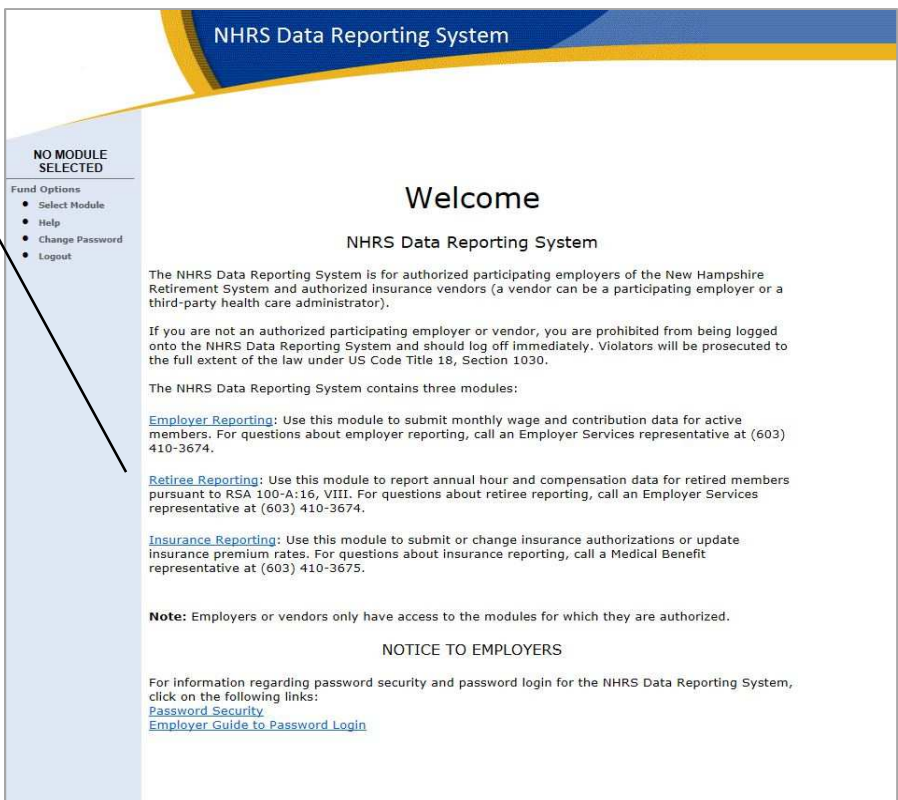 NHRS Data Reporting System
NO MODULE
SELECTED
Fund Options
Select Module
Help
Change Password
Logout
Welcome
NHRS Data Reporting System
The NHRS Data Reporting System is for authorized participating employers of the New Hampshire
Retirement System and authorized insurance vendors (a vendor can be a participating employer or a
third-party health care administrator).
If you are not an authorized participating employer or vendor, you are prohibited from being logged
onto the NHRS Data Reporting System and should log off immediately. Violators will be prosecuted to
the full extent of the law under US Code Title 18, Section 1030.
The NHRS Data Reporting System contains three modules:
Employer Reporting: Use this module to submit monthly wage and contribution data for active
members. For questions about employer reporting, call an Employer Services representative at (603)
410-3674.
Retiree Reporting: Use this module to report annual hour and compensation data for retired members
pursuant to RSA 100-A:16, VIII. For questions about retiree reporting, call an Employer Services
representative at (603) 410-3674.
Insurance Reporting: Use this module to submit or change insurance authorizations or update
insurance premium rates. For questions about insurance reporting, call a Medical Benefit
representative at (603) 410-3675.
Note: Employers or vendors only have access to the modules for which they are authorized.
NOTICE TO EMPLOYERS
For information regarding password security and password login for the NHRS Data Reporting System,
click on the following links:
Password Security
Employer Guide to Password Login